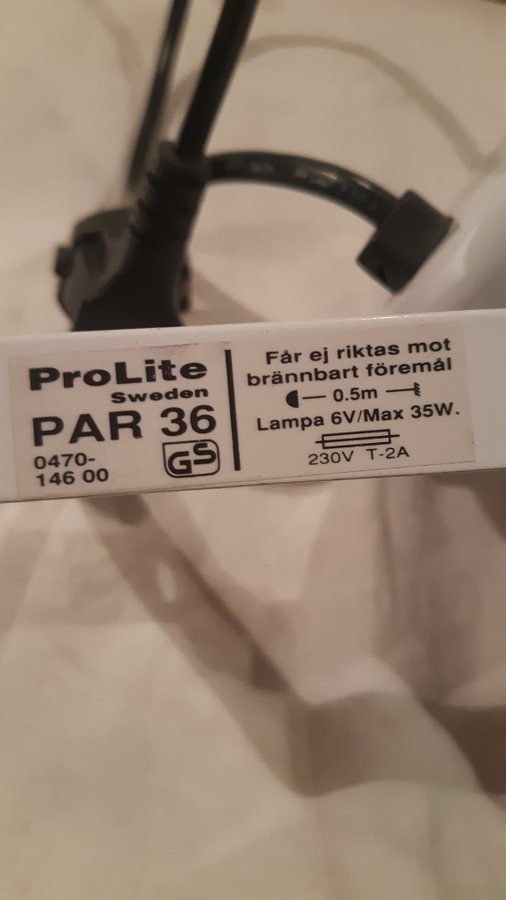 ProLite
Sweden
PAR 36
0470-
146 00
GS
Får ej riktas mot
brännbart föremål
0.5m
Lampa 6V/Max 35W.
230V T-2A